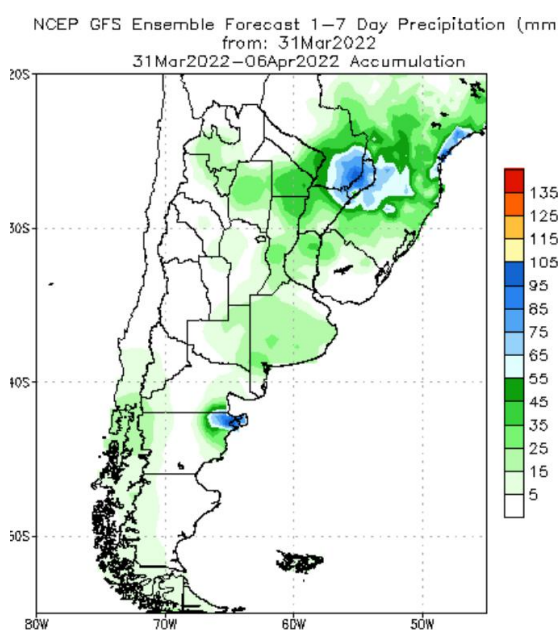 NCEP GFS Ensemble Forecast 1–7 Day Precipitation (mm
from: 31Mar2022
31Mar2022–06Apr2022 Accumulation
20S
30S
40S
50S
80W
70W
60W
50W
135
125
115
105
95
85
75
65
55
45
35
25
15
5